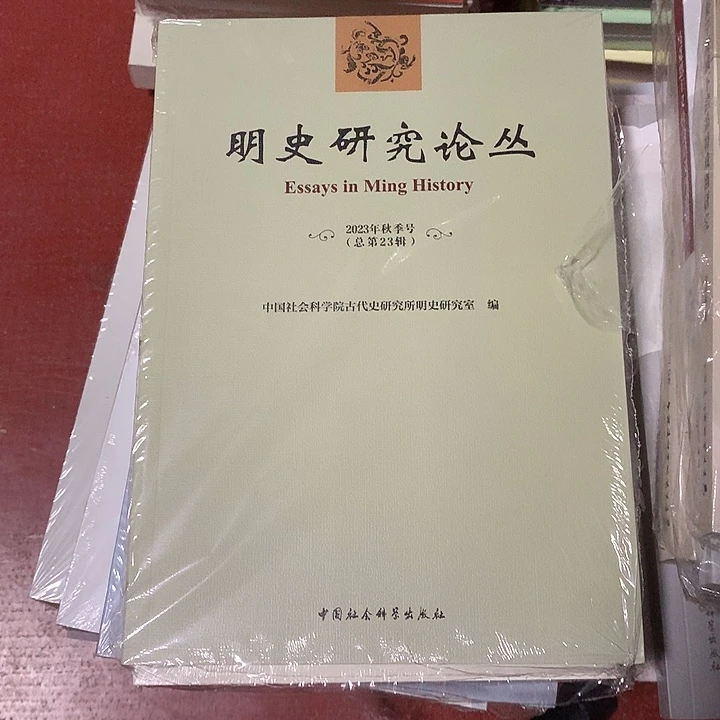 明史研究论丛
Essays in Ming History
2023年秋季号
（总第23辑）
中国社会科学院古代史研究所明史研究室 编
中国社会科学出版社